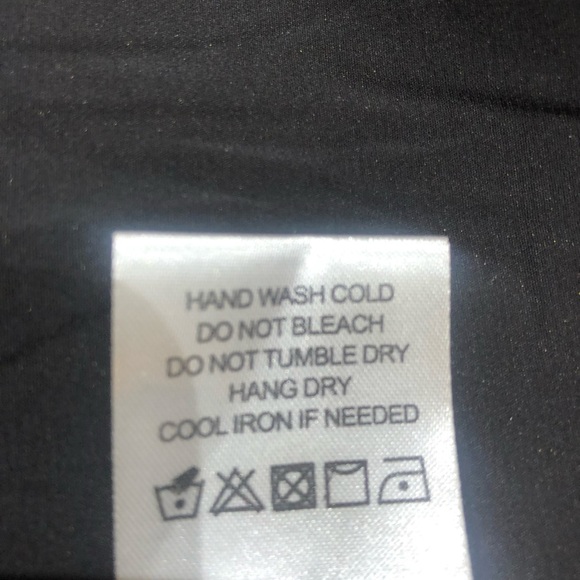 HAND WASH COLD
DO NOT BLEACH
DO NOT TUMBLE DRY
HANG DRY
COOL IRON IF NEEDED